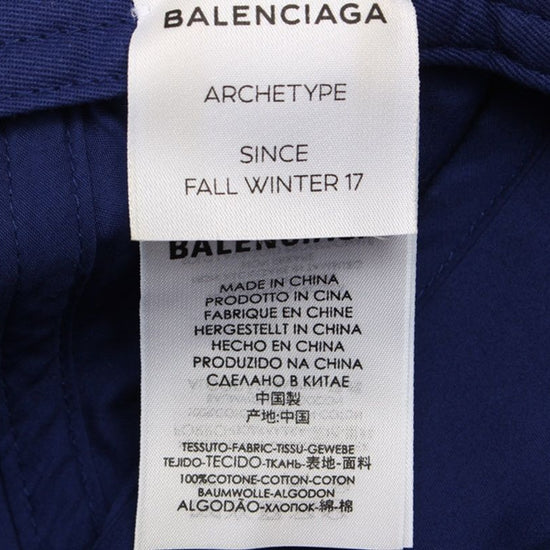 BALENCIAGA
ARCHETYPE
SINCE
FALL WINTER 17
BALENCIAGA
MADE IN CHINA
PRODOTTO IN CINA
FABRIQUE EN CHINE
HERGESTELLT IN CHINA
HECHO EN CHINA
PRODUZIDO NA CHINA
СДЕЛАНО В КИТАЕ
中国製
产地:中国
TESSUTO-FABRIC-TISSU-GEWEBE
TEJIDO-TECIDO-ТКАНЬ-表地-面料
100%COTONE-COTTON-COTON
BAUMWOLLE-ALGODON
ALGODÃO-ХЛОПОК-綿-棉